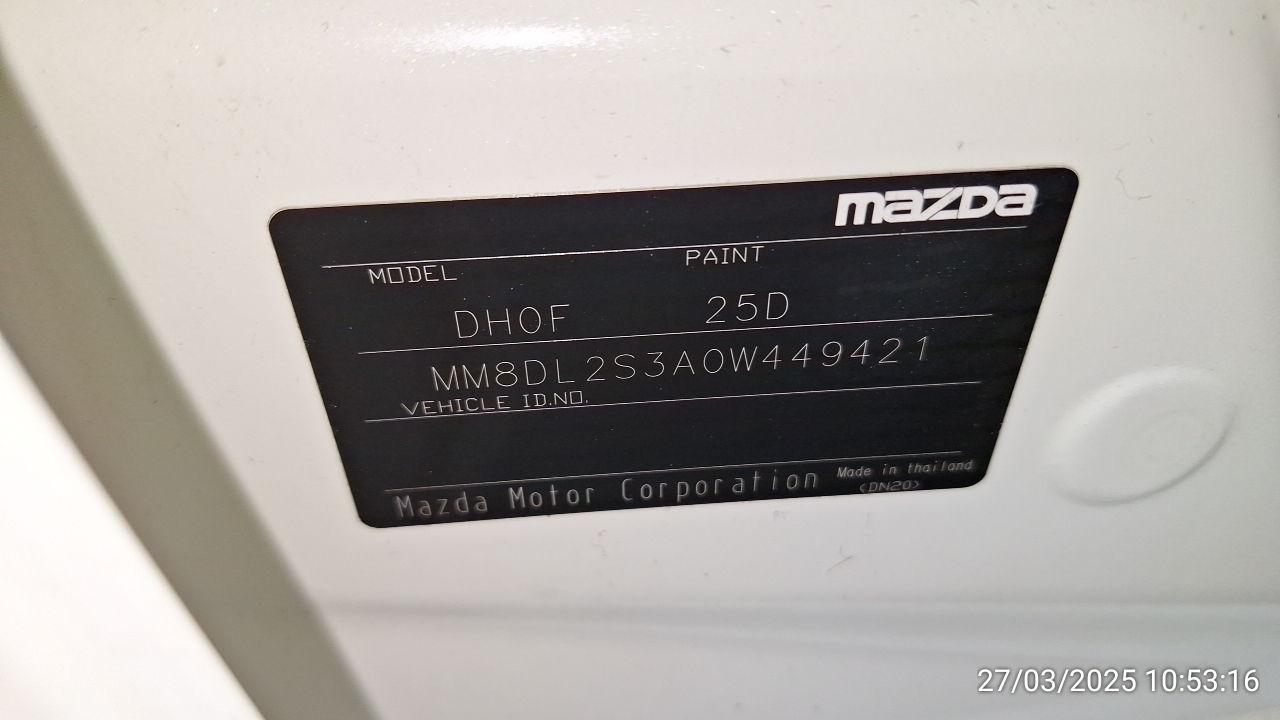 mazda
MODEL PAINT
DH0F 25D
MM8DL2S3A0W449421
VEHICLE ID.NO.
Mazda Motor Corporation Made in thailand
<DN20>
27/03/2025 10:53:16